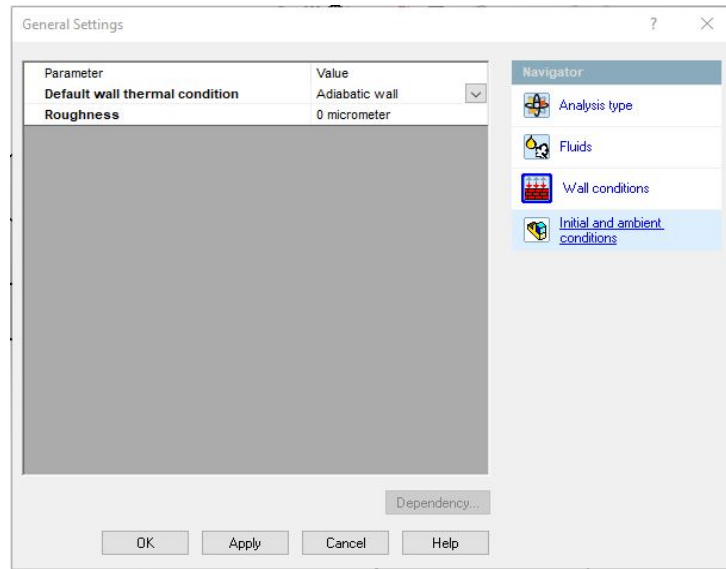 General Settings
Parameter Value
Default wall thermal condition Adiabatic wall
Roughness 0 micrometer
Navigator
Analysis type
Fluids
Wall conditions
Initial and ambient
conditions
Dependency...
OK Apply Cancel Help